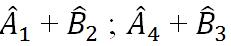 Â₁ + B̂₂ ; Â₄ + B̂₃